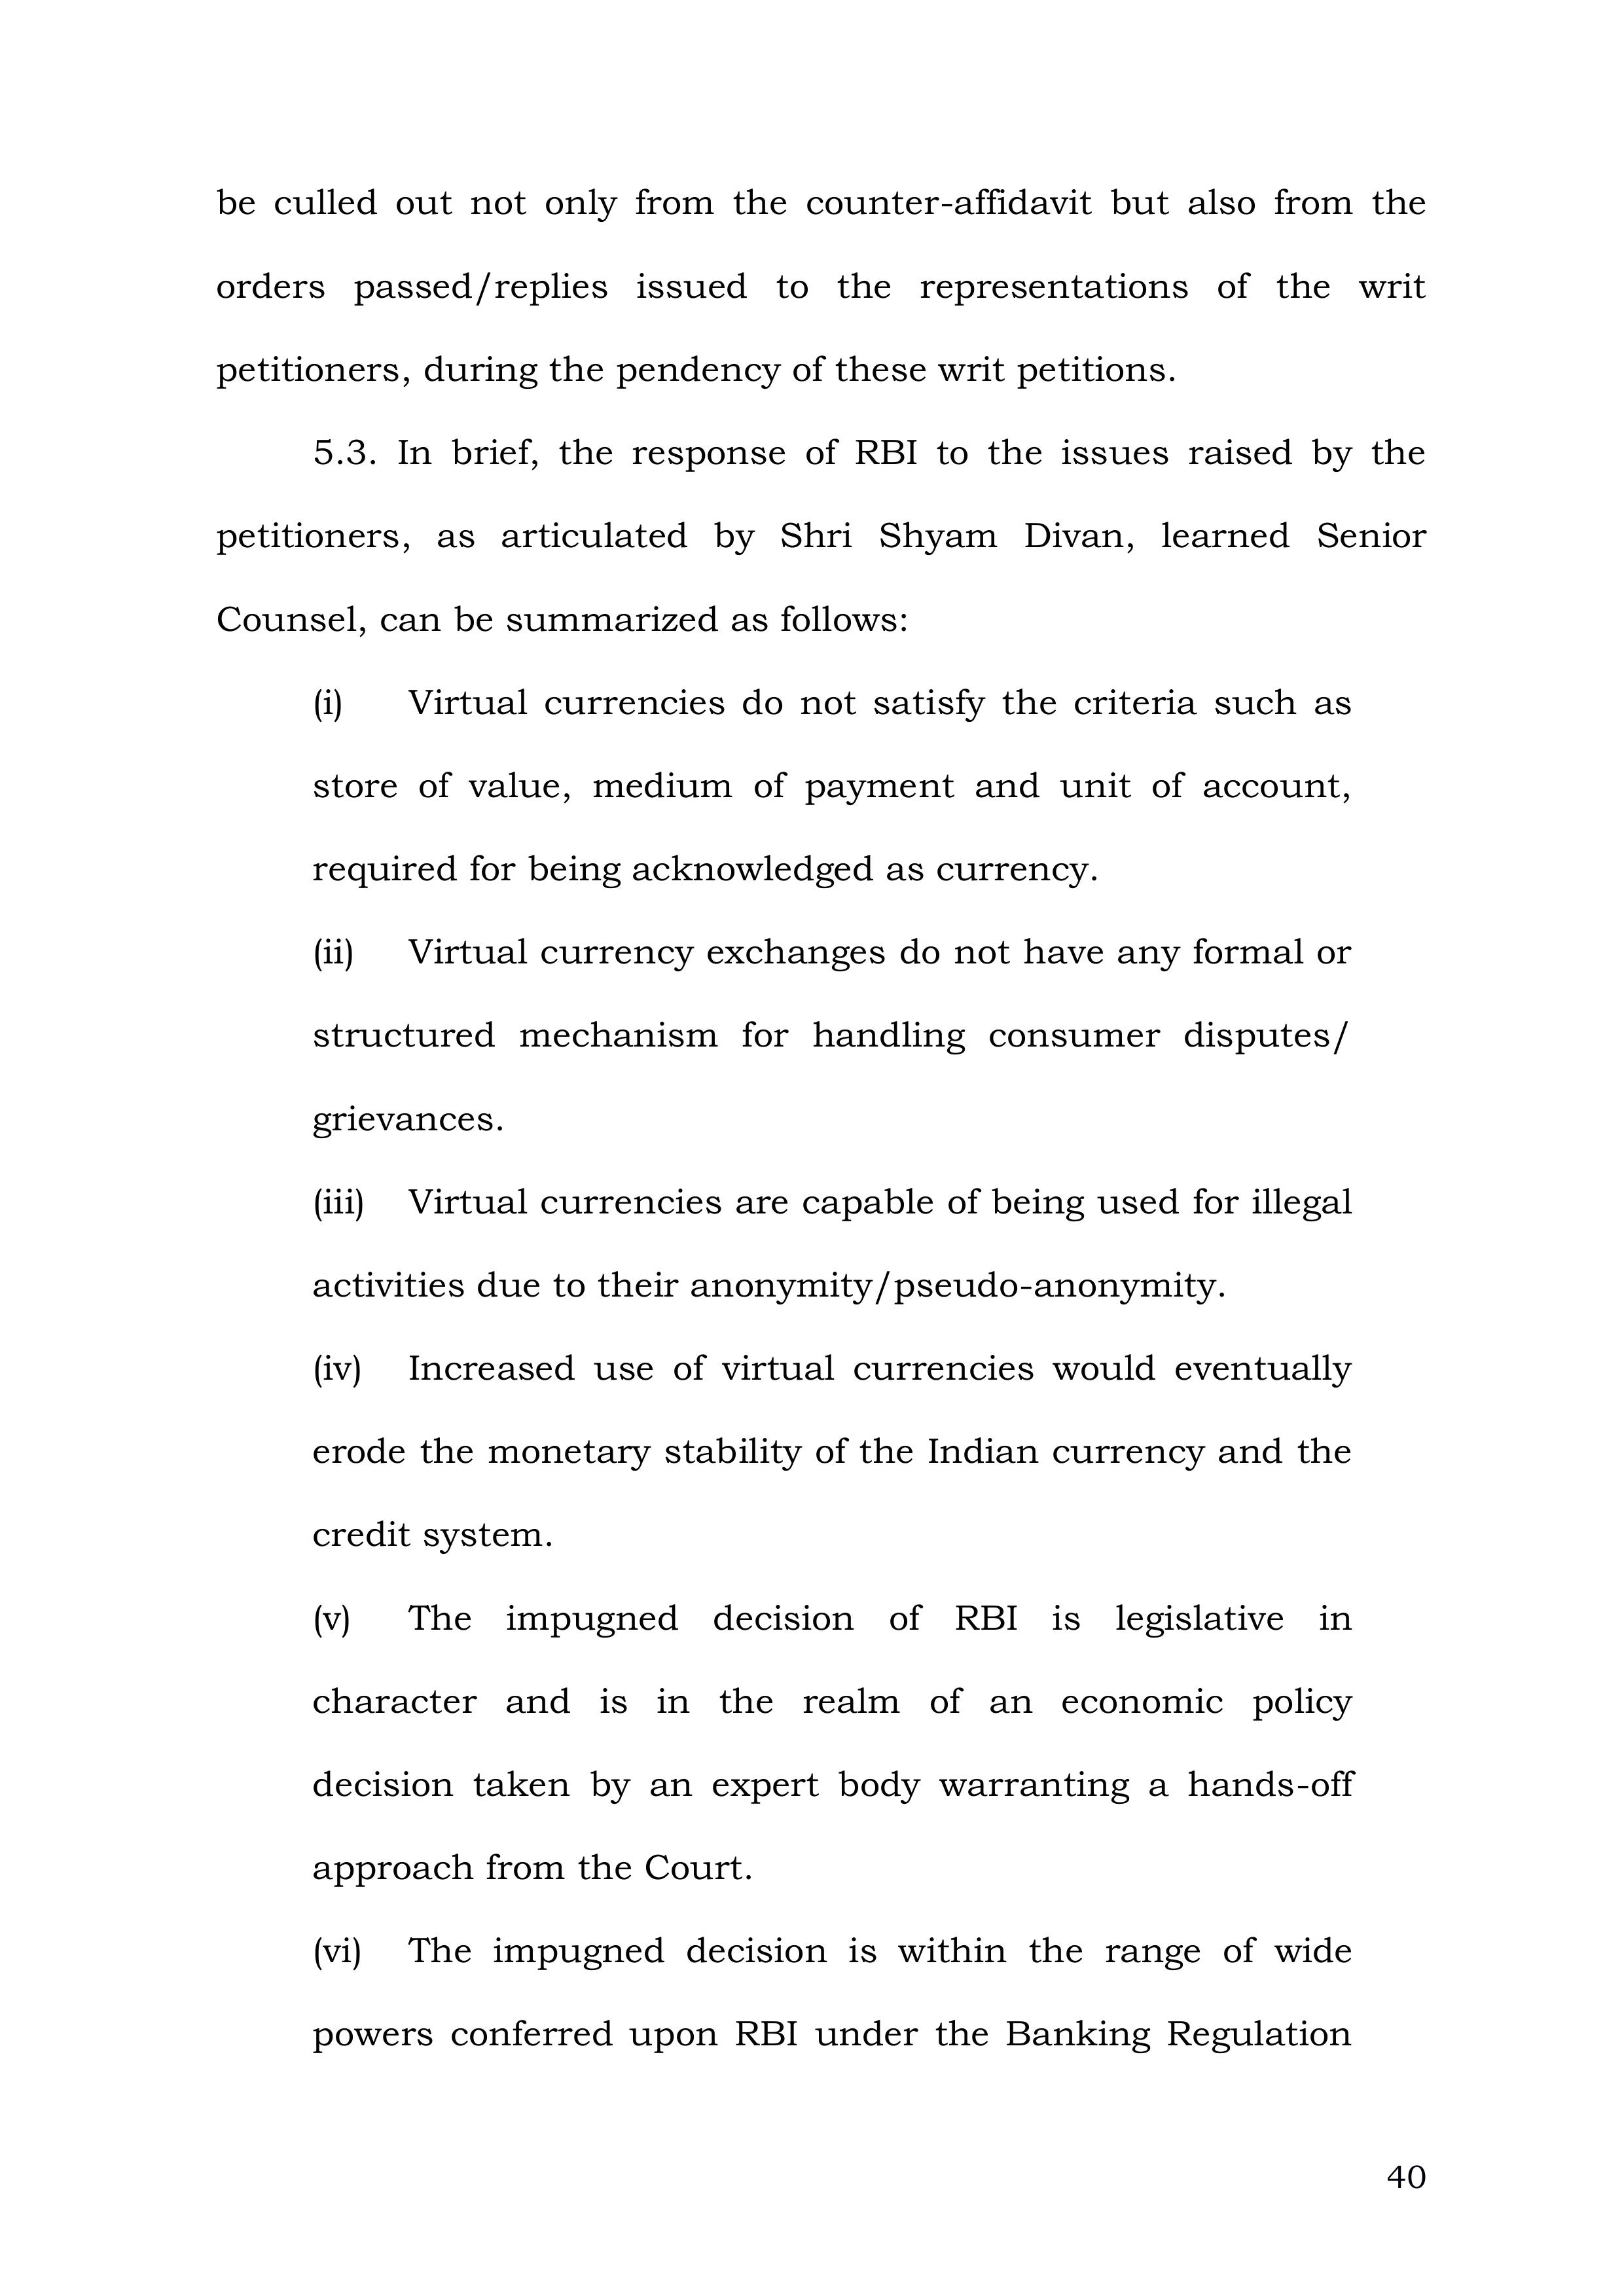 be culled out not only from the counter-affidavit but also from the
orders passed/replies issued to the representations of the writ
petitioners, during the pendency of these writ petitions.
5.3. In brief, the response of RBI to the issues raised by the
petitioners, as articulated by Shri Shyam Divan, learned Senior
Counsel, can be summarized as follows:
(i) Virtual currencies do not satisfy the criteria such as
store of value, medium of payment and unit of account,
required for being acknowledged as currency.
(ii) Virtual currency exchanges do not have any formal or
structured mechanism for handling consumer disputes/
grievances.
(iii) Virtual currencies are capable of being used for illegal
activities due to their anonymity/pseudo-anonymity.
(iv) Increased use of virtual currencies would eventually
erode the monetary stability of the Indian currency and the
credit system.
(v) The impugned decision of RBI is legislative in
character and is in the realm of an economic policy
decision taken by an expert body warranting a hands-off
approach from the Court.
(vi) The impugned decision is within the range of wide
powers conferred upon RBI under the Banking Regulation
40